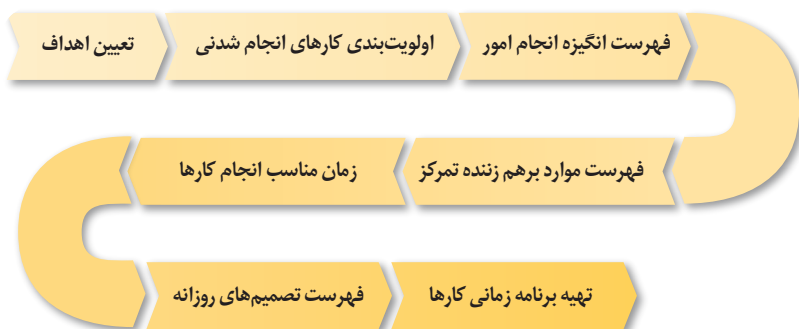 تعیین اهداف
اولویت‌بندی کارهای انجام شدنی
فهرست انگیزه انجام امور
فهرست موارد برهم زننده تمرکز
زمان مناسب انجام کارها
فهرست تصمیم‌های روزانه
تهیه برنامه زمانی کارها